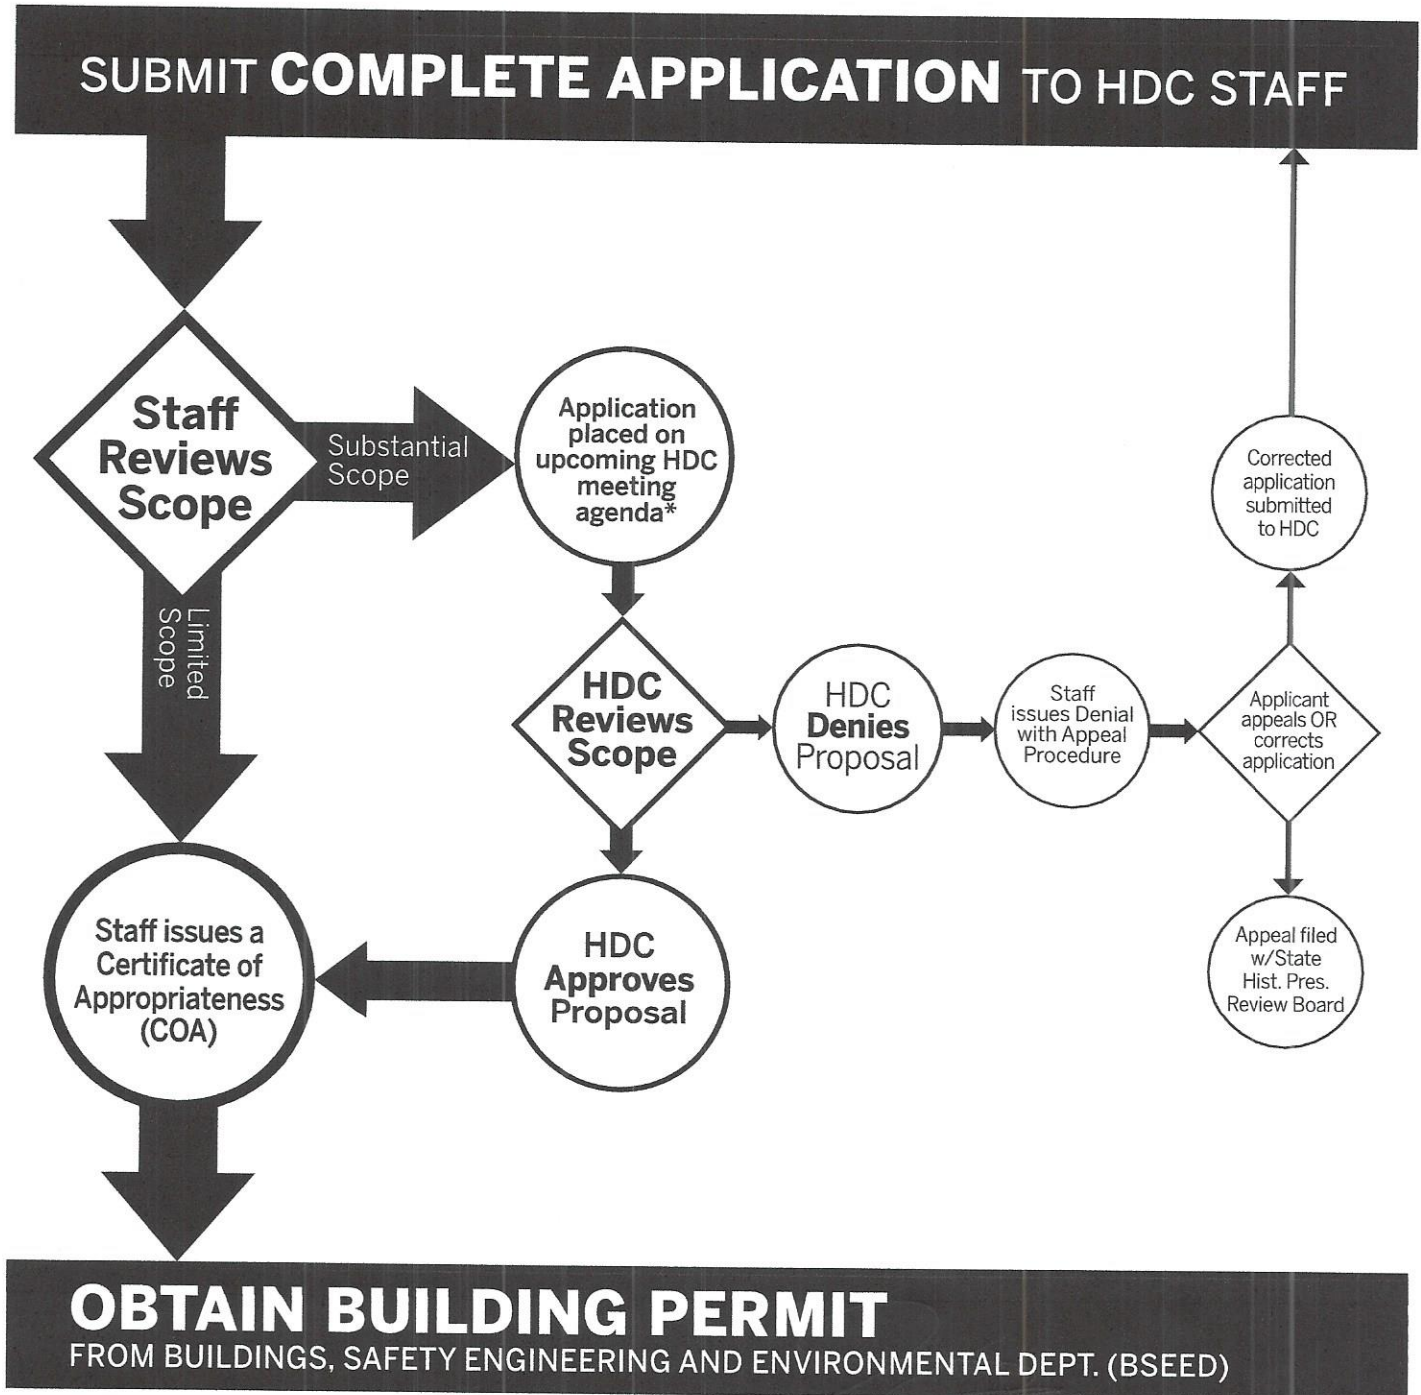 SUBMIT COMPLETE APPLICATION TO HDC STAFF
Staff
Reviews
Scope
Substantial
Scope
Application
placed on
upcoming HDC
meeting
agenda*
Limited
Scope
HDC
Reviews
Scope
HDC
Denies
Proposal
Staff
issues Denial
with Appeal
Procedure
Applicant
appeals OR
corrects
application
Corrected
application
submitted
to HDC
Appeal filed
w/State
Hist. Pres.
Review Board
HDC
Approves
Proposal
Staff issues a
Certificate of
Appropriateness
(COA)
OBTAIN BUILDING PERMIT
FROM BUILDINGS, SAFETY ENGINEERING AND ENVIRONMENTAL DEPT. (BSEED)